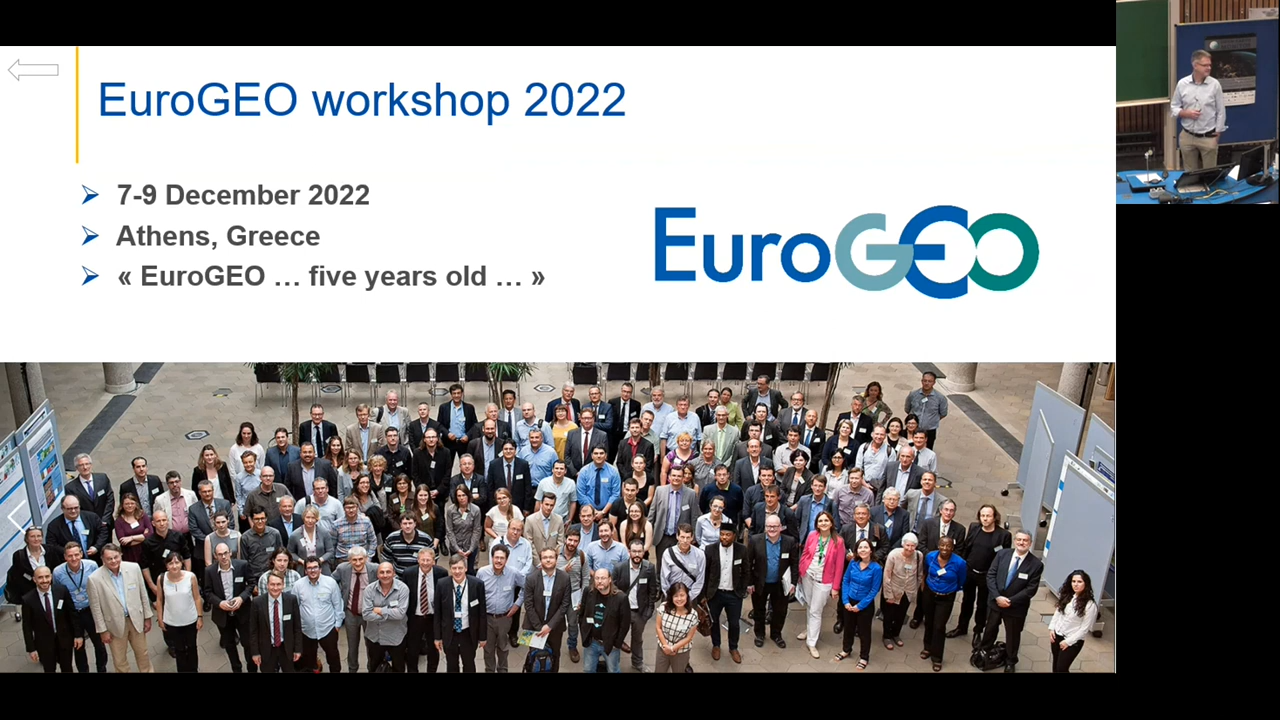 EuroGEO workshop 2022
➢ 7-9 December 2022
➢ Athens, Greece
➢ « EuroGEO … five years old … »
EuroGEO